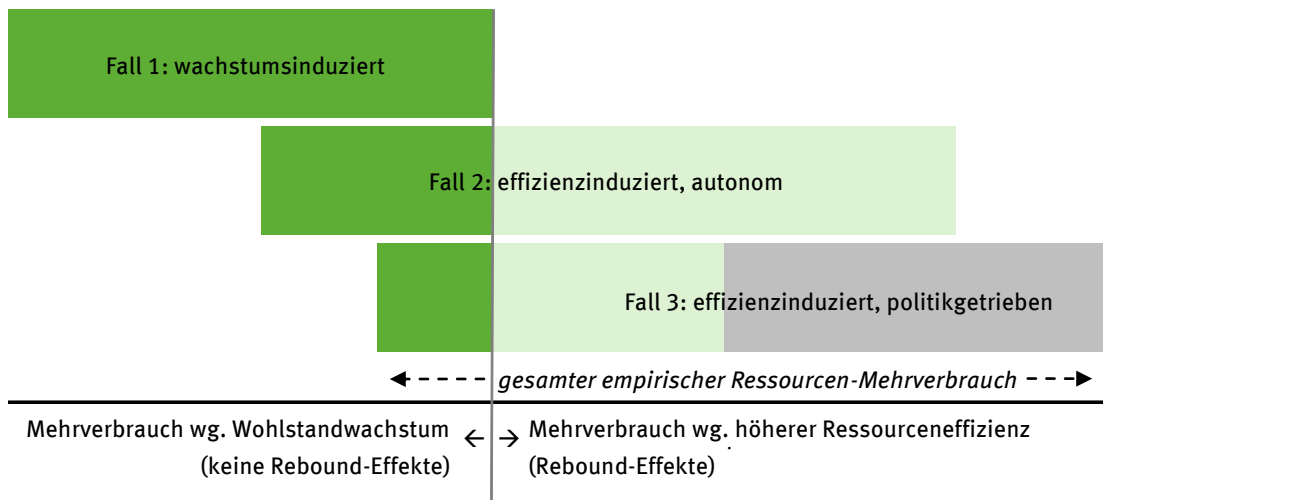 Fall 1: wachstumsinduziert
Fall 2: effizienzinduziert, autonom
Fall 3: effizienzinduziert, politikgetrieben
gesamter empirischer Ressourcen-Mehrverbrauch
Mehrverbrauch wg. Wohlstandwachstum
(keine Rebound-Effekte)
← →
Mehrverbrauch wg. höherer Ressourceneffizienz
(Rebound-Effekte)